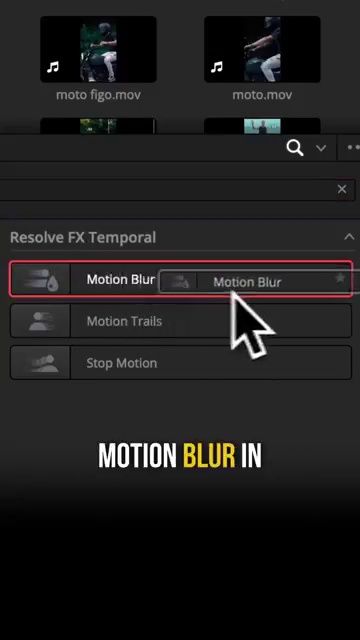 moto figo.mov
moto.mov
Resolve FX Temporal
Motion Blur
Motion Blur
Motion Trails
Stop Motion
MOTION BLUR IN